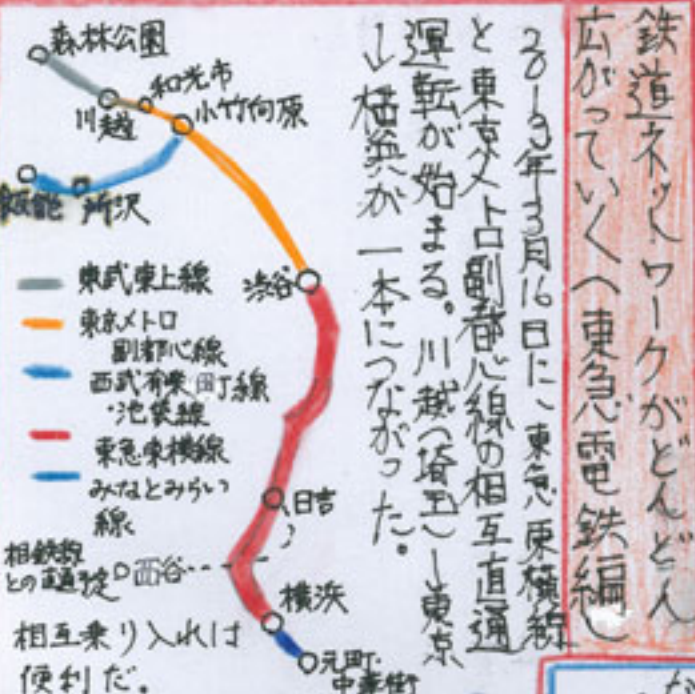 鉄道ネットワークがどんどん
広がっていくへ東急電鉄編し
2013年3月16日に、東急東横線
と東京メトロ副都心線の相互直通
運転が始まる。川越(埼玉)→東京
→横浜が一本につながった。
森林公園
川越
和光市
小竹向原
飯能
所沢
渋谷
東武東上線
東京メトロ
副都心線
西武有楽町線
・池袋線
東急東横線
みなとみらい
線
日吉
相鉄線
との直通予定
西谷
横浜
元町・
中華街
相互乗り入れは
便利だ。